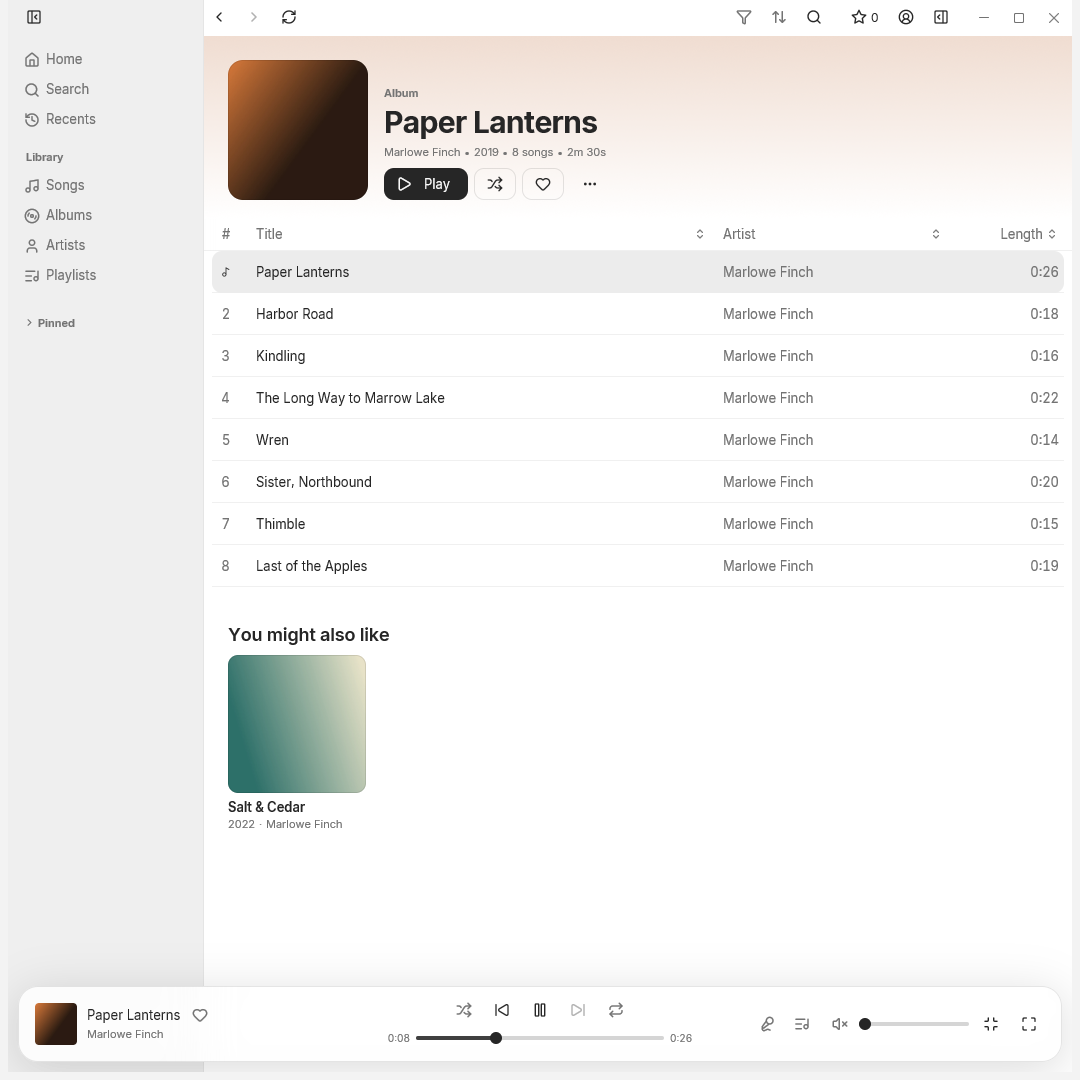 0
Home
Search
Recents
Library
Songs
Albums
Artists
Playlists
Pinned
Album
Paper Lanterns
Marlowe Finch • 2019 • 8 songs • 2m 30s
Play
# Title Artist Length
Paper Lanterns Marlowe Finch 0:26
2 Harbor Road Marlowe Finch 0:18
3 Kindling Marlowe Finch 0:16
4 The Long Way to Marrow Lake Marlowe Finch 0:22
5 Wren Marlowe Finch 0:14
6 Sister, Northbound Marlowe Finch 0:20
7 Thimble Marlowe Finch 0:15
8 Last of the Apples Marlowe Finch 0:19
You might also like
Salt & Cedar
2022 · Marlowe Finch
Paper Lanterns
Marlowe Finch
0:08 0:26